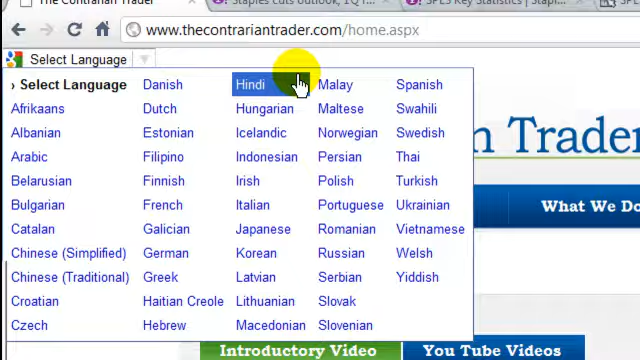 The Contrarian Trader
Staples cuts outlook, 1Q
SPLS Key Statistics
SPLS
www.thecontrariantrader.com/home.aspx
Select Language
› Select Language
Afrikaans
Albanian
Arabic
Belarusian
Bulgarian
Catalan
Chinese (Simplified)
Chinese (Traditional)
Croatian
Czech
Danish
Dutch
Estonian
Filipino
Finnish
French
Galician
German
Greek
Haitian Creole
Hebrew
Hindi
Hungarian
Icelandic
Indonesian
Irish
Italian
Japanese
Korean
Latvian
Lithuanian
Macedonian
Malay
Maltese
Norwegian
Persian
Polish
Portuguese
Romanian
Russian
Serbian
Slovak
Slovenian
Spanish
Swahili
Swedish
Thai
Turkish
Ukrainian
Vietnamese
Welsh
Yiddish
n Trader
What We Do
Introductory Video
You Tube Videos